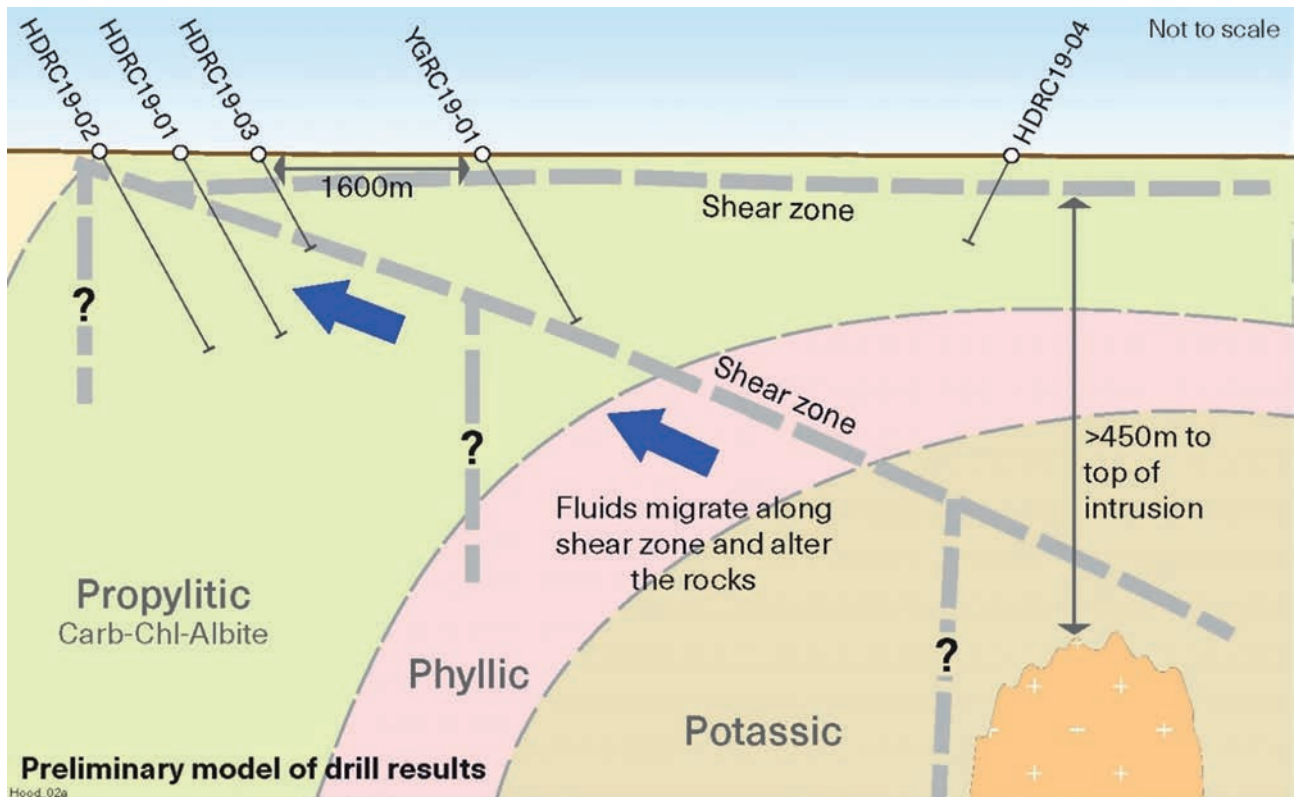 Not to scale
HDRC19-02
HDRC19-01
HDRC19-03
YGRC19-01
HDRC19-04
1600m
Shear zone
?
?
Shear zone
>450m to
top of
intrusion
Fluids migrate along
shear zone and alter
the rocks
Propylitic
Carb-Chl-Albite
Phyllic
?
Potassic
Preliminary model of drill results
Hood_02a